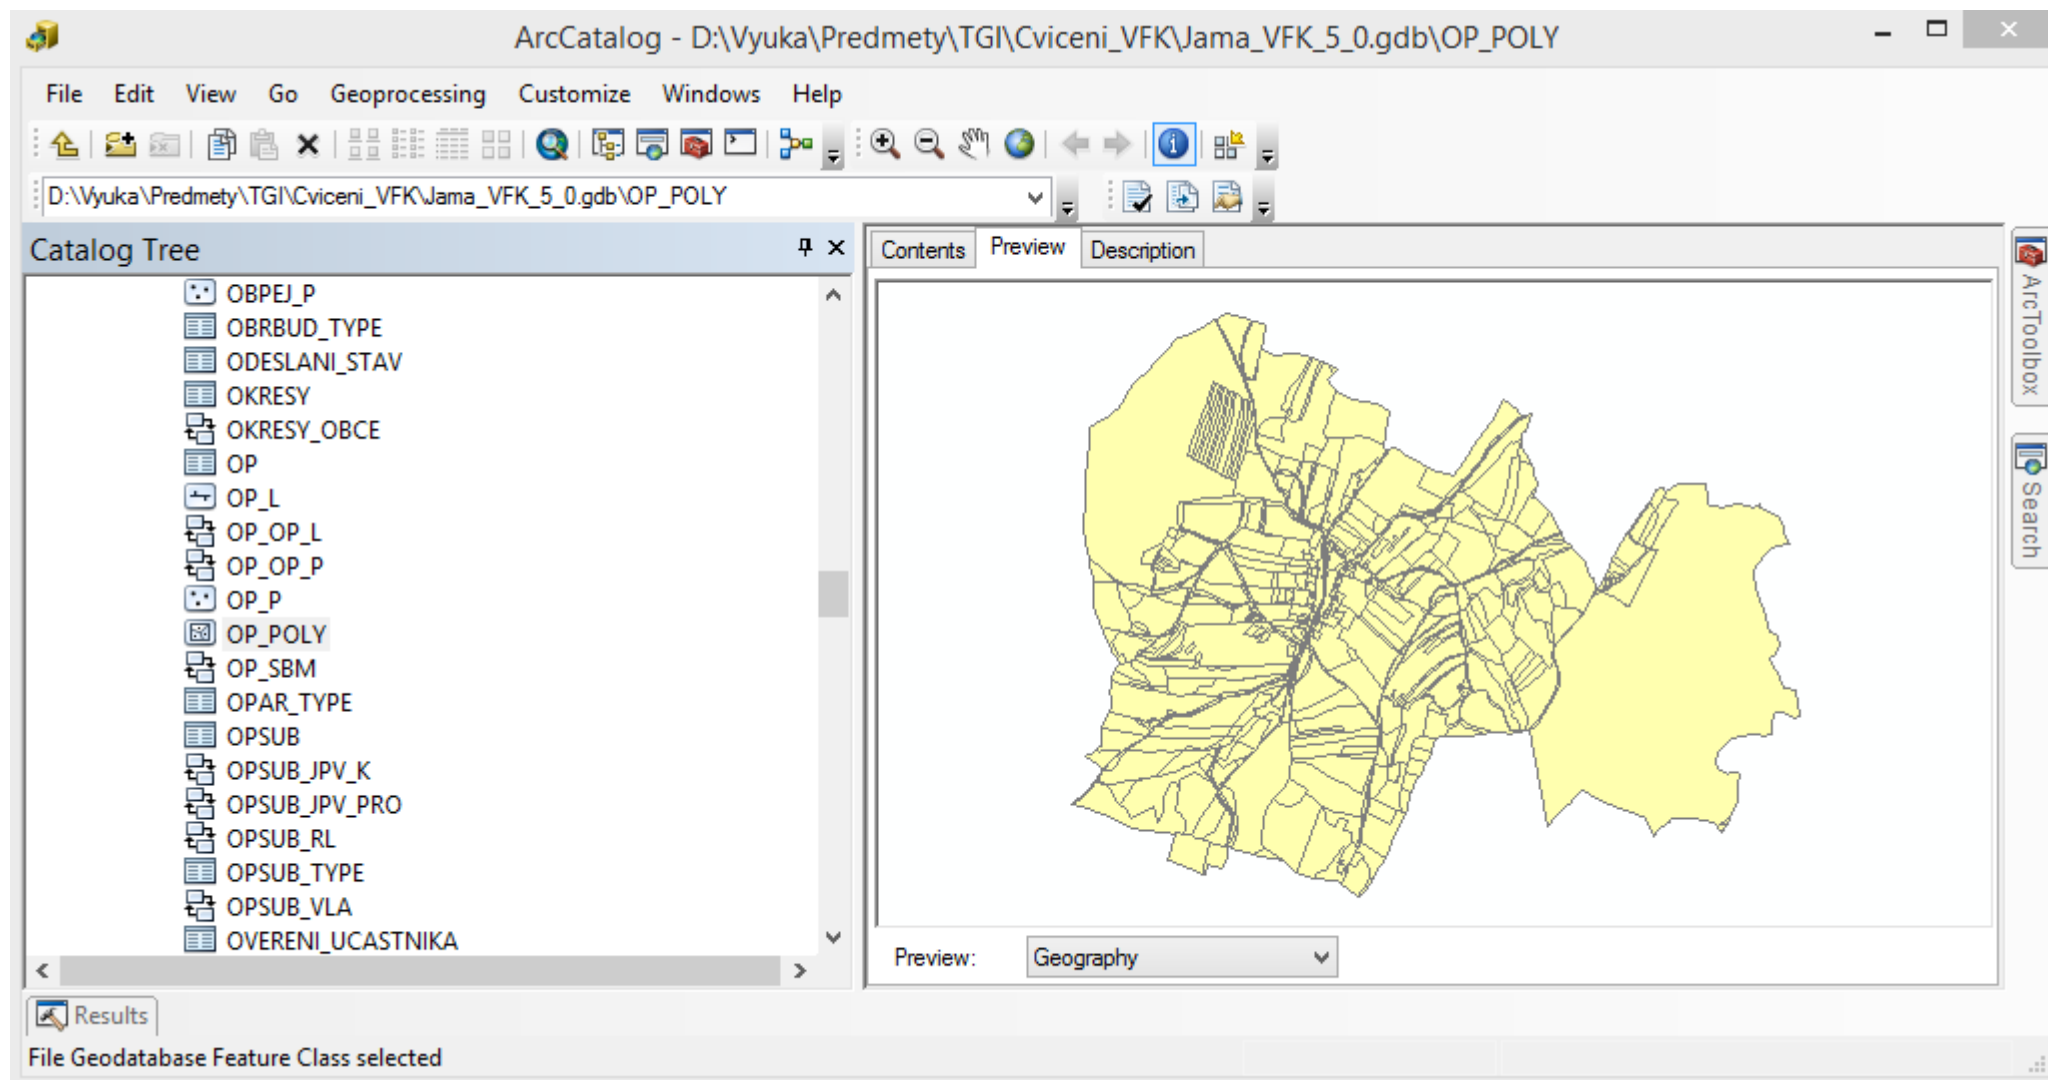 ArcCatalog - D:\Vyuka\Predmety\TGI\Cviceni_VFK\Jama_VFK_5_0.gdb\OP_POLY
File Edit View Go Geoprocessing Customize Windows Help
D:\Vyuka\Predmety\TGI\Cviceni_VFK\Jama_VFK_5_0.gdb\OP_POLY
Catalog Tree
OBPEJ_P
OBRBUD_TYPE
ODESLANI_STAV
OKRESY
OKRESY_OBCE
OP
OP_L
OP_OP_L
OP_OP_P
OP_P
OP_POLY
OP_SBM
OPAR_TYPE
OPSUB
OPSUB_JPV_K
OPSUB_JPV_PRO
OPSUB_RL
OPSUB_TYPE
OPSUB_VLA
OVERENI_UCASTNIKA
Contents Preview Description
Preview: Geography
ArcToolbox
Search
Results
File Geodatabase Feature Class selected